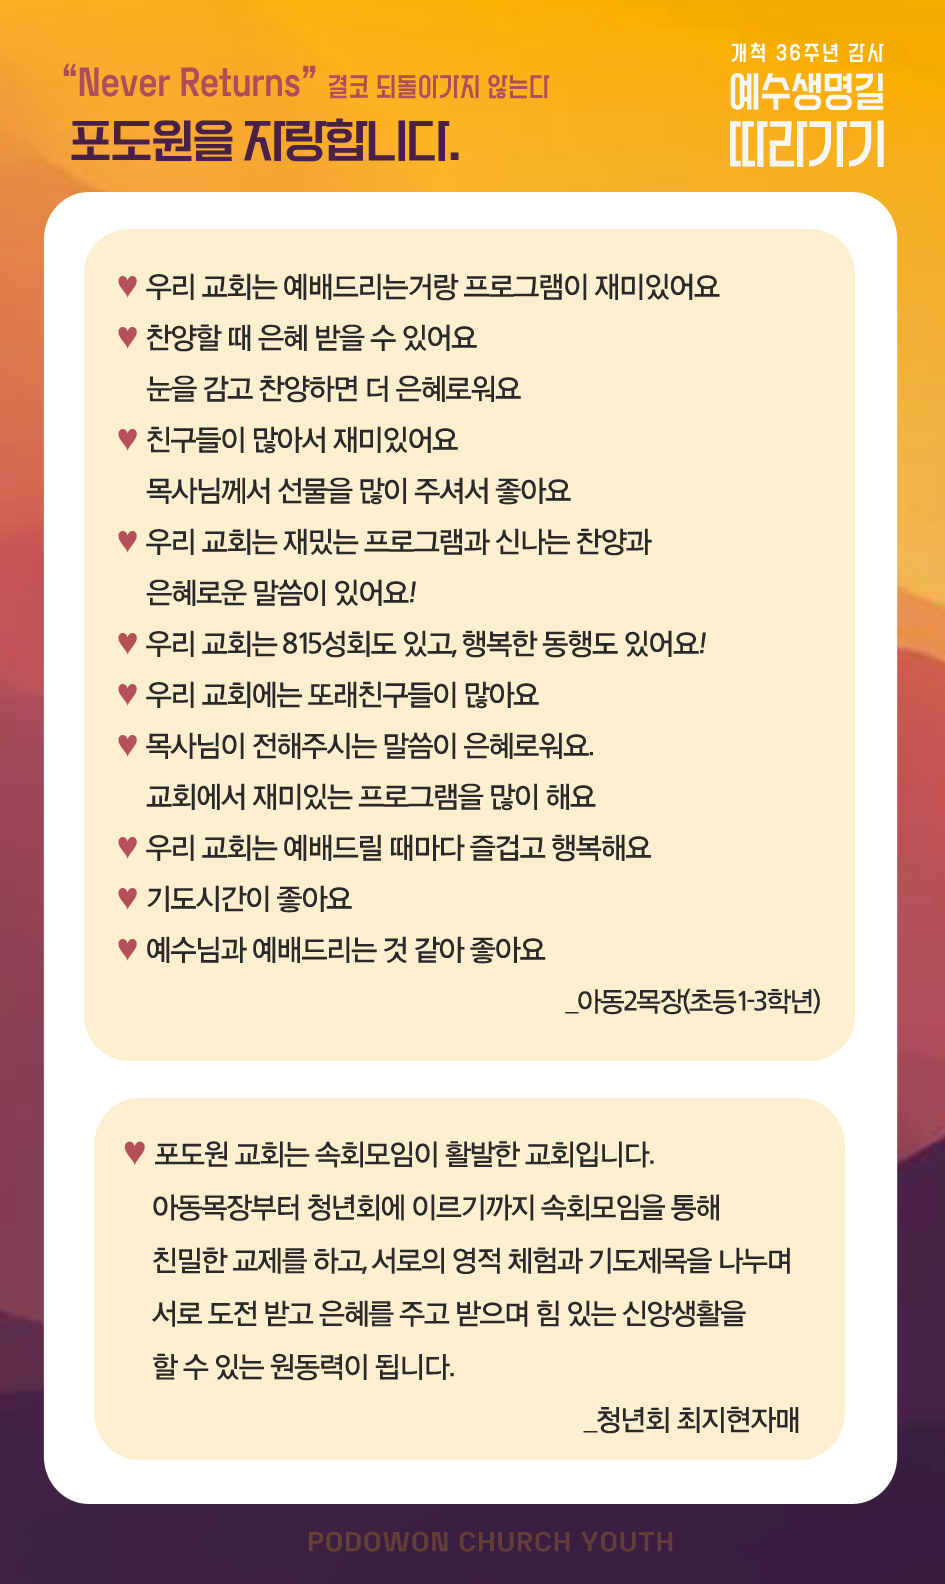 “Never Returns” 결코 되돌아가지 않는다
포도원을 자랑합니다.
개척 36주년 감사
예수생명길
따라가기
♥ 우리 교회는 예배드리는거랑 프로그램이 재미있어요
♥ 찬양할 때 은혜 받을 수 있어요
눈을 감고 찬양하면 더 은혜로워요
♥ 친구들이 많아서 재미있어요
목사님께서 선물을 많이 주셔서 좋아요
♥ 우리 교회는 재밌는 프로그램과 신나는 찬양과
은혜로운 말씀이 있어요!
♥ 우리 교회는 815성회도 있고, 행복한 동행도 있어요!
♥ 우리 교회에는 또래친구들이 많아요
♥ 목사님이 전해주시는 말씀이 은혜로워요.
교회에서 재미있는 프로그램을 많이 해요
♥ 우리 교회는 예배드릴 때마다 즐겁고 행복해요
♥ 기도시간이 좋아요
♥ 예수님과 예배드리는 것 같아 좋아요
_아동2목장(초등1-3학년)
♥ 포도원 교회는 속회모임이 활발한 교회입니다.
아동목장부터 청년회에 이르기까지 속회모임을 통해
친밀한 교제를 하고, 서로의 영적 체험과 기도제목을 나누며
서로 도전 받고 은혜를 주고 받으며 힘 있는 신앙생활을
할 수 있는 원동력이 됩니다.
_청년회 최지현자매
PODOWON CHURCH YOUTH